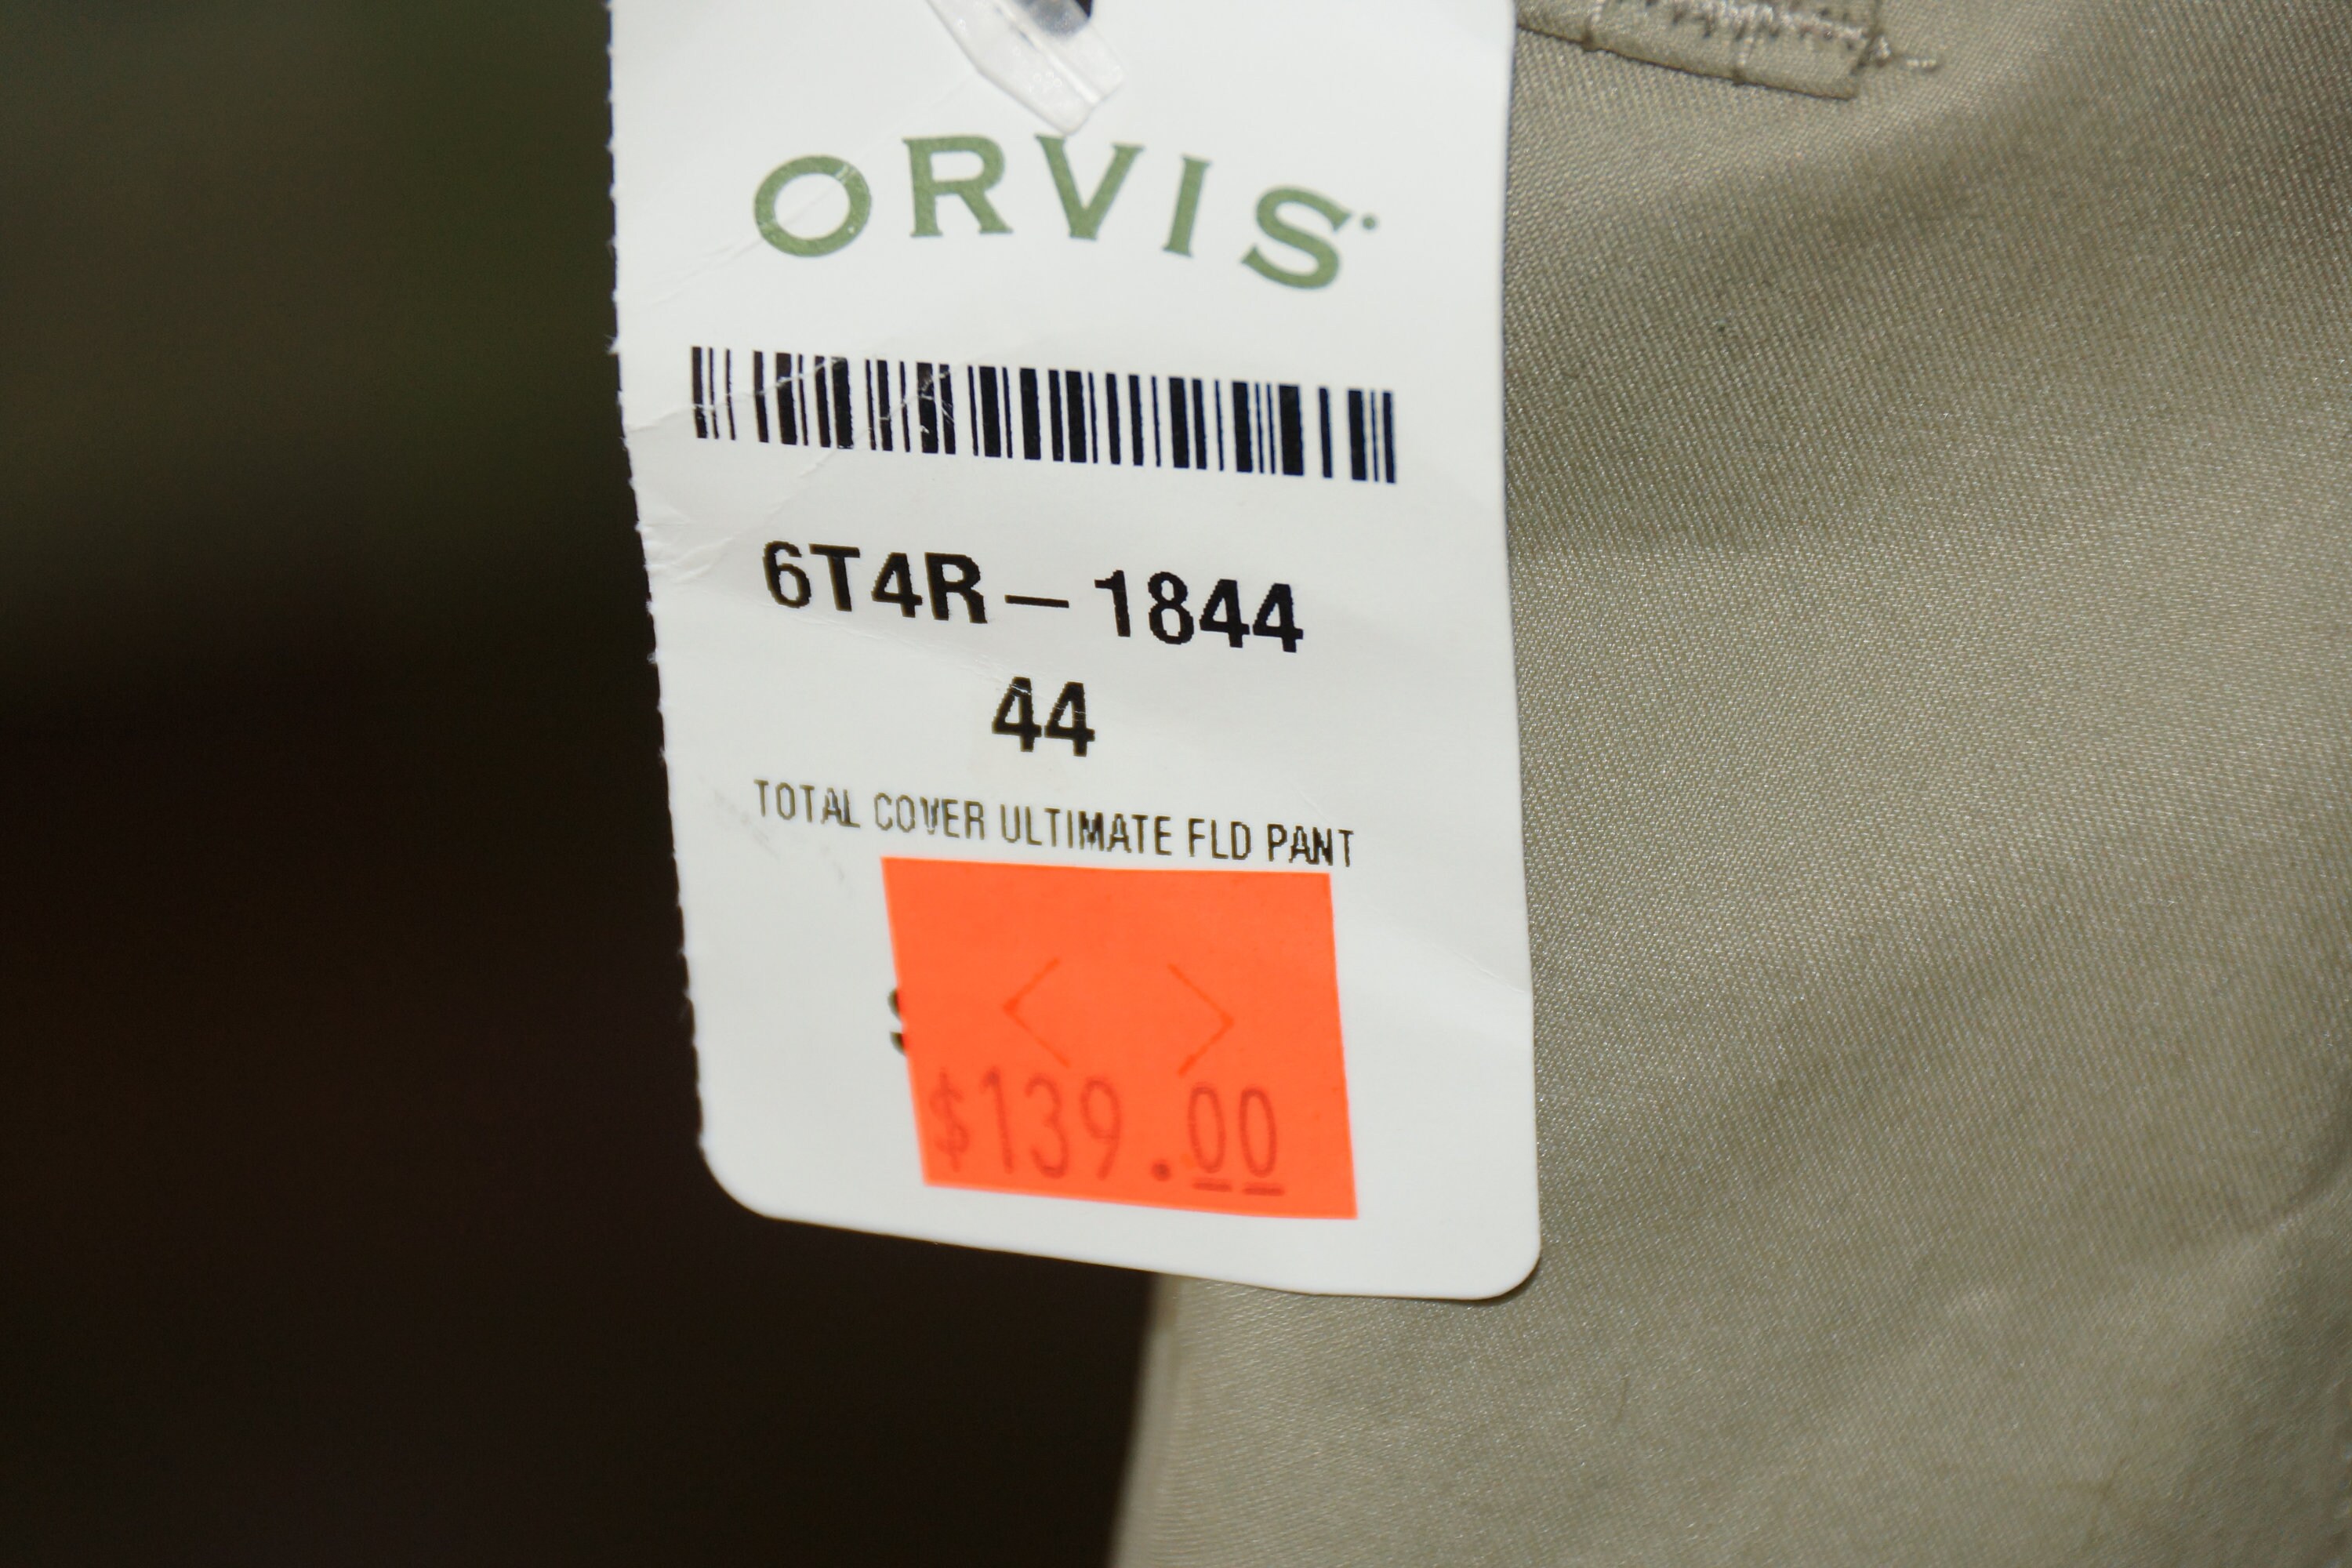 ORVIS
6T4R-1844
44
TOTAL COVER ULTIMATE FLD PANT
$139.00